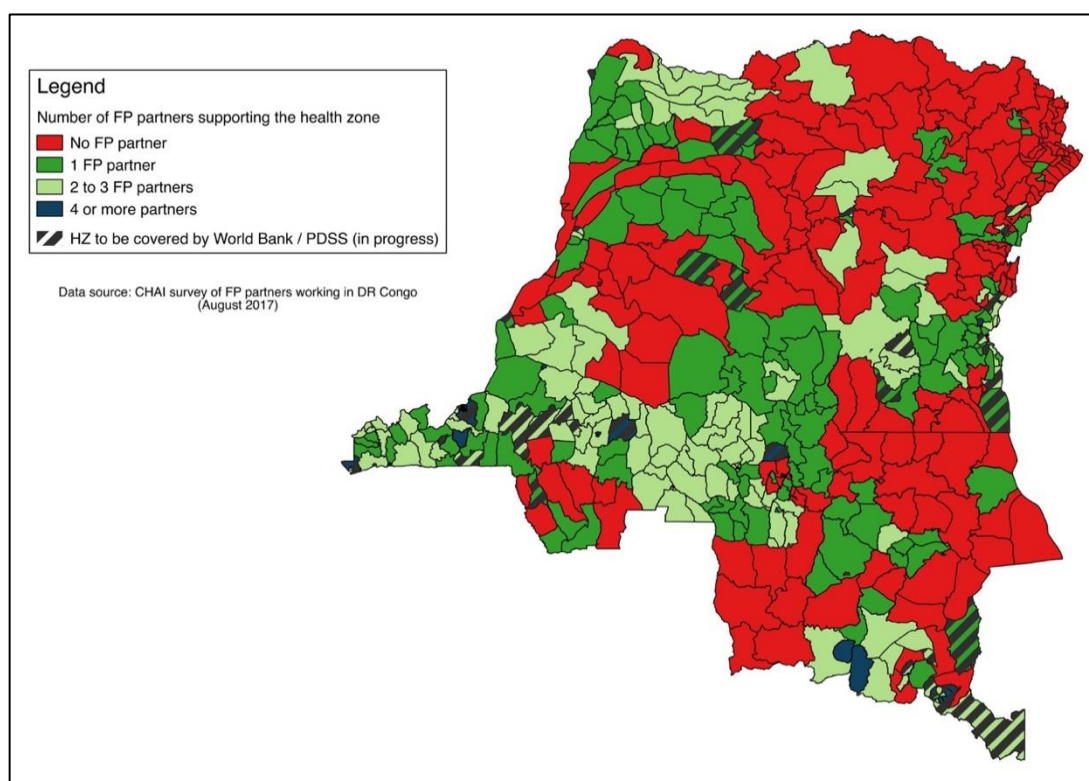 Legend
Number of FP partners supporting the health zone
No FP partner
1 FP partner
2 to 3 FP partners
4 or more partners
HZ to be covered by World Bank / PDSS (in progress)
Data source: CHAI survey of FP partners working in DR Congo
(August 2017)